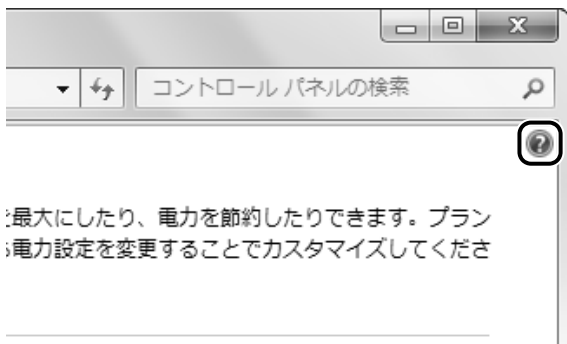 コントロール パネルの検索
を最大にしたり、電力を節約したりできます。プラン
る電力設定を変更することでカスタマイズしてくださ